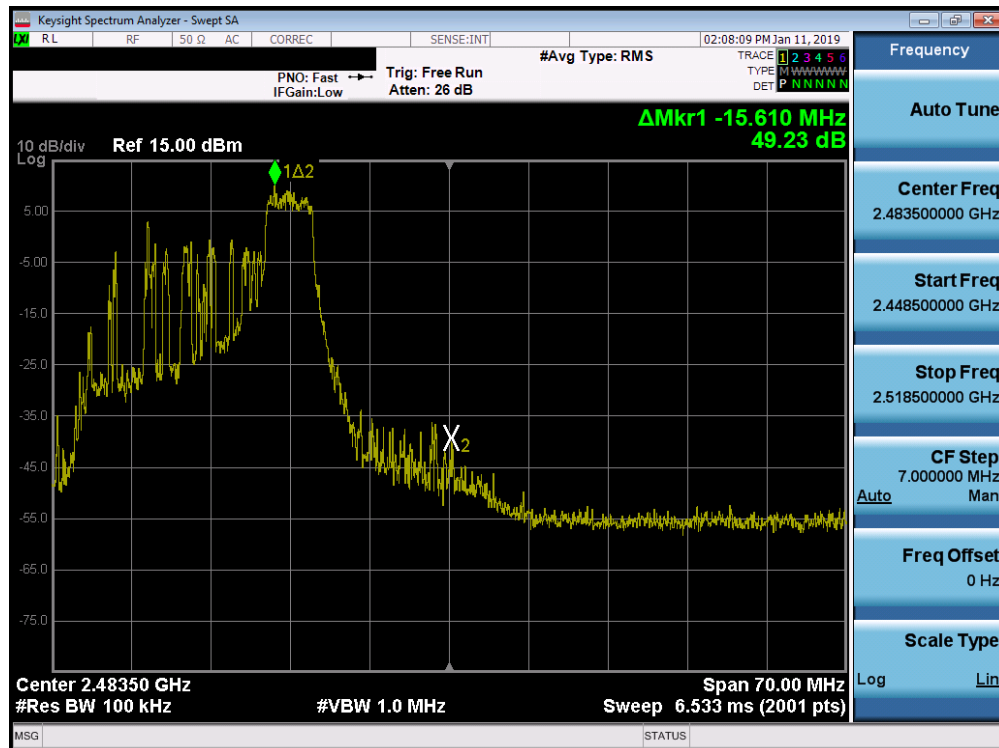 Keysight Spectrum Analyzer - Swept SA
LXI RL RF 50 Ω AC CORREC SENSE:INT 02:08:09 PM Jan 11, 2019
PNO: Fast
IFGain:Low
Trig: Free Run
Atten: 26 dB
#Avg Type: RMS
TRACE 1 2 3 4 5 6
TYPE M WWWWW
DET P N N N N N
ΔMkr1 -15.610 MHz
49.23 dB
10 dB/div
Log
Ref 15.00 dBm
1Δ2
5.00
-5.00
-15.0
-25.0
-35.0
X2
-45.0
-55.0
-65.0
-75.0
Center 2.48350 GHz
Span 70.00 MHz
#Res BW 100 kHz
#VBW 1.0 MHz
Sweep 6.533 ms (2001 pts)
MSG
STATUS
Frequency
Auto Tune
Center Freq
2.483500000 GHz
Start Freq
2.448500000 GHz
Stop Freq
2.518500000 GHz
CF Step
7.000000 MHz
Auto Man
Freq Offset
0 Hz
Scale Type
Log Lin